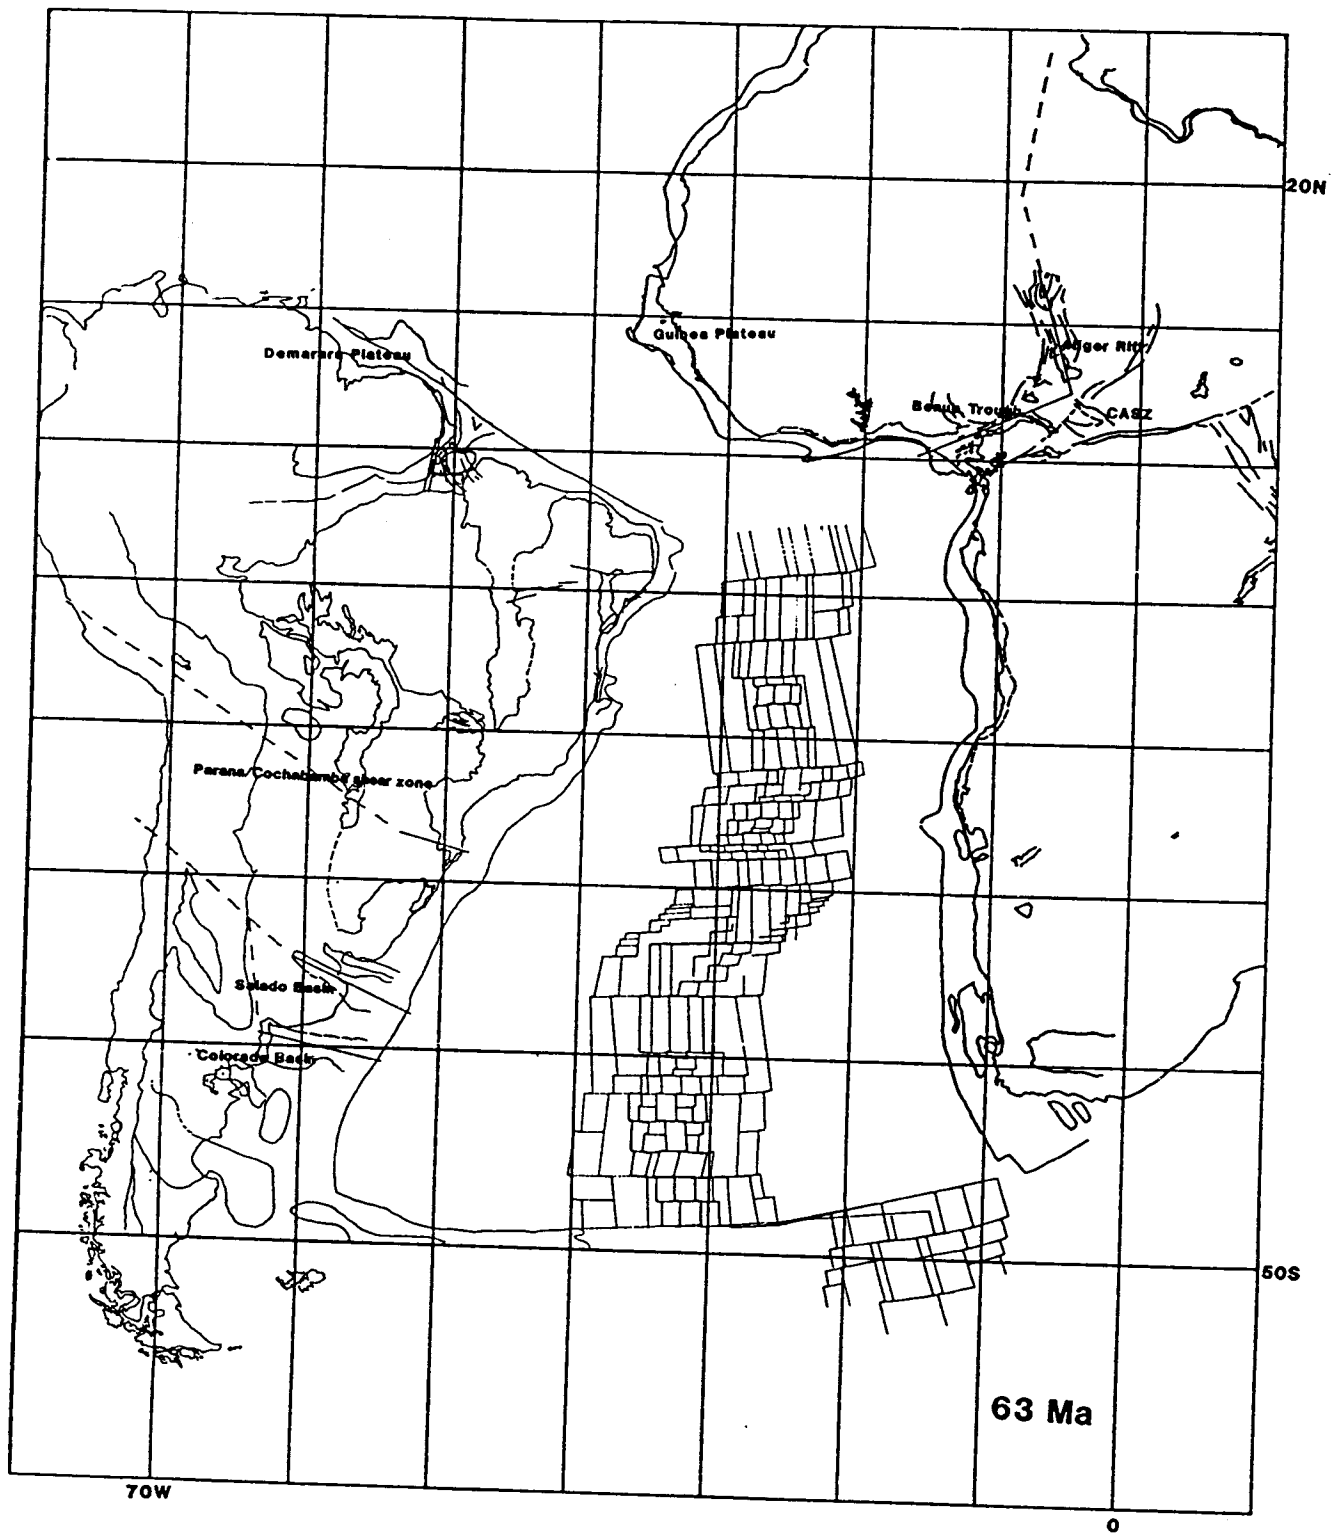 20N
Guinea Plateau
Demarara Plateau
Niger Rift
Benue Trough
CASZ
Parana/Cochabamba shear zone
Salado Basin
Colorado Basin
50S
63 Ma
70W
0